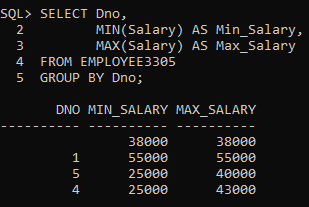 SQL> SELECT Dno,
  2         MIN(Salary) AS Min_Salary,
  3         MAX(Salary) AS Max_Salary
  4  FROM EMPLOYEE3305
  5  GROUP BY Dno;
       DNO MIN_SALARY MAX_SALARY
---------- ---------- ----------
                38000      38000
         1      55000      55000
         5      25000      40000
         4      25000      43000